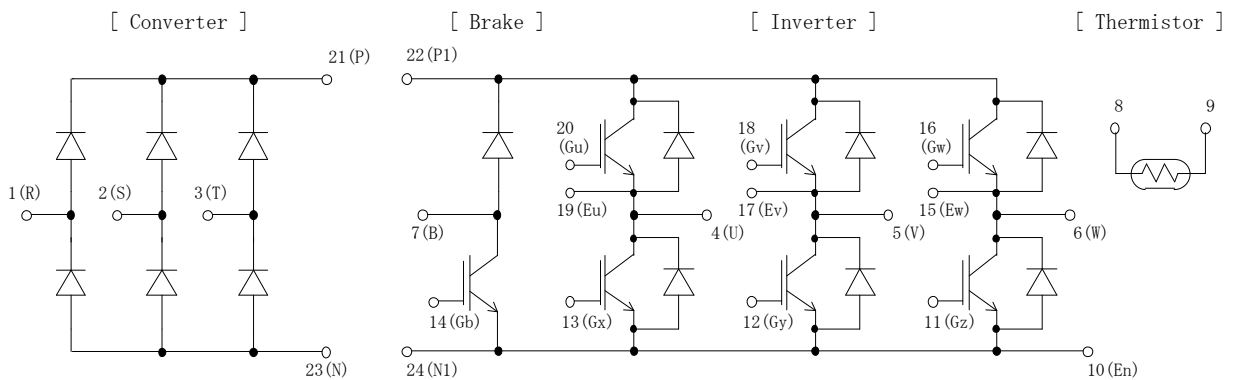 [ Converter ]
[ Brake ]
[ Inverter ]
[ Thermistor ]
21(P)
22(P1)
8
9
20
(Gu)
18
(Gv)
16
(Gw)
1(R)
2(S)
3(T)
19(Eu)
17(Ev)
15(Ew)
7(B)
4(U)
5(V)
6(W)
14(Gb)
13(Gx)
12(Gy)
11(Gz)
23(N)
24(N1)
10(En)